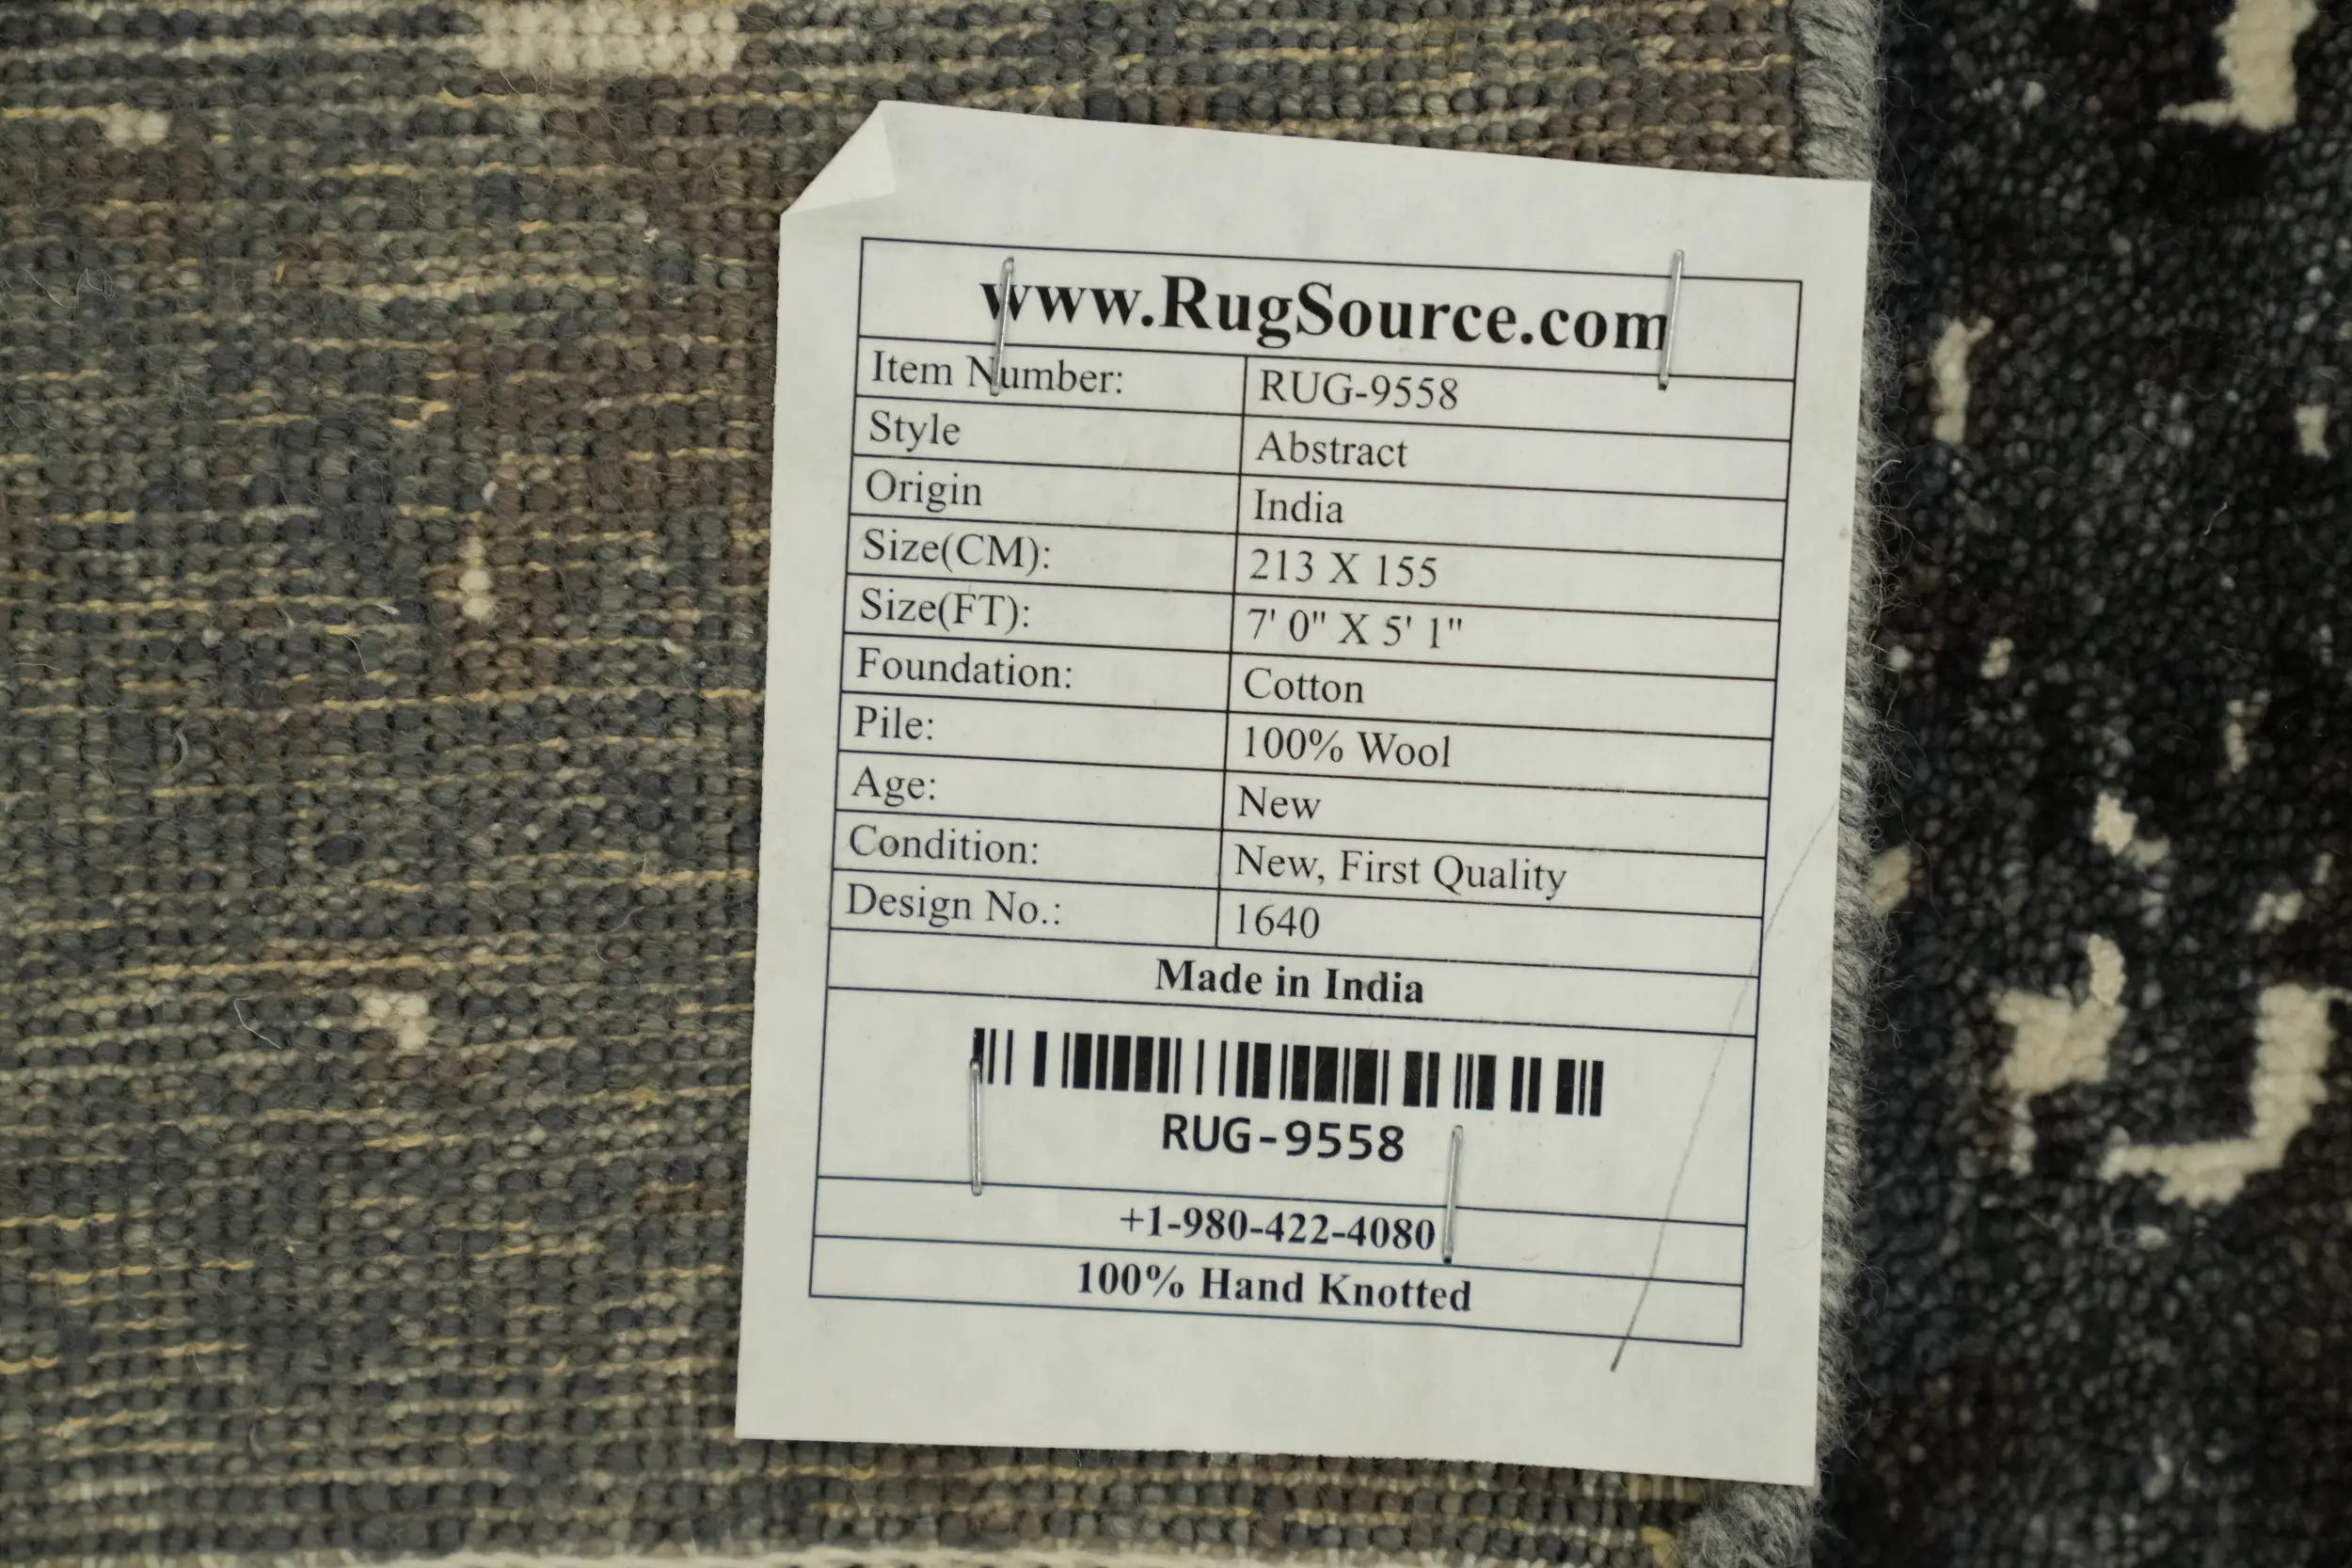 www.RugSource.com
Item Number: RUG-9558
Style Abstract
Origin India
Size(CM): 213 X 155
Size(FT): 7' 0" X 5' 1"
Foundation: Cotton
Pile: 100% Wool
Age: New
Condition: New, First Quality
Design No.: 1640
Made in India
RUG-9558
+1-980-422-4080
100% Hand Knotted